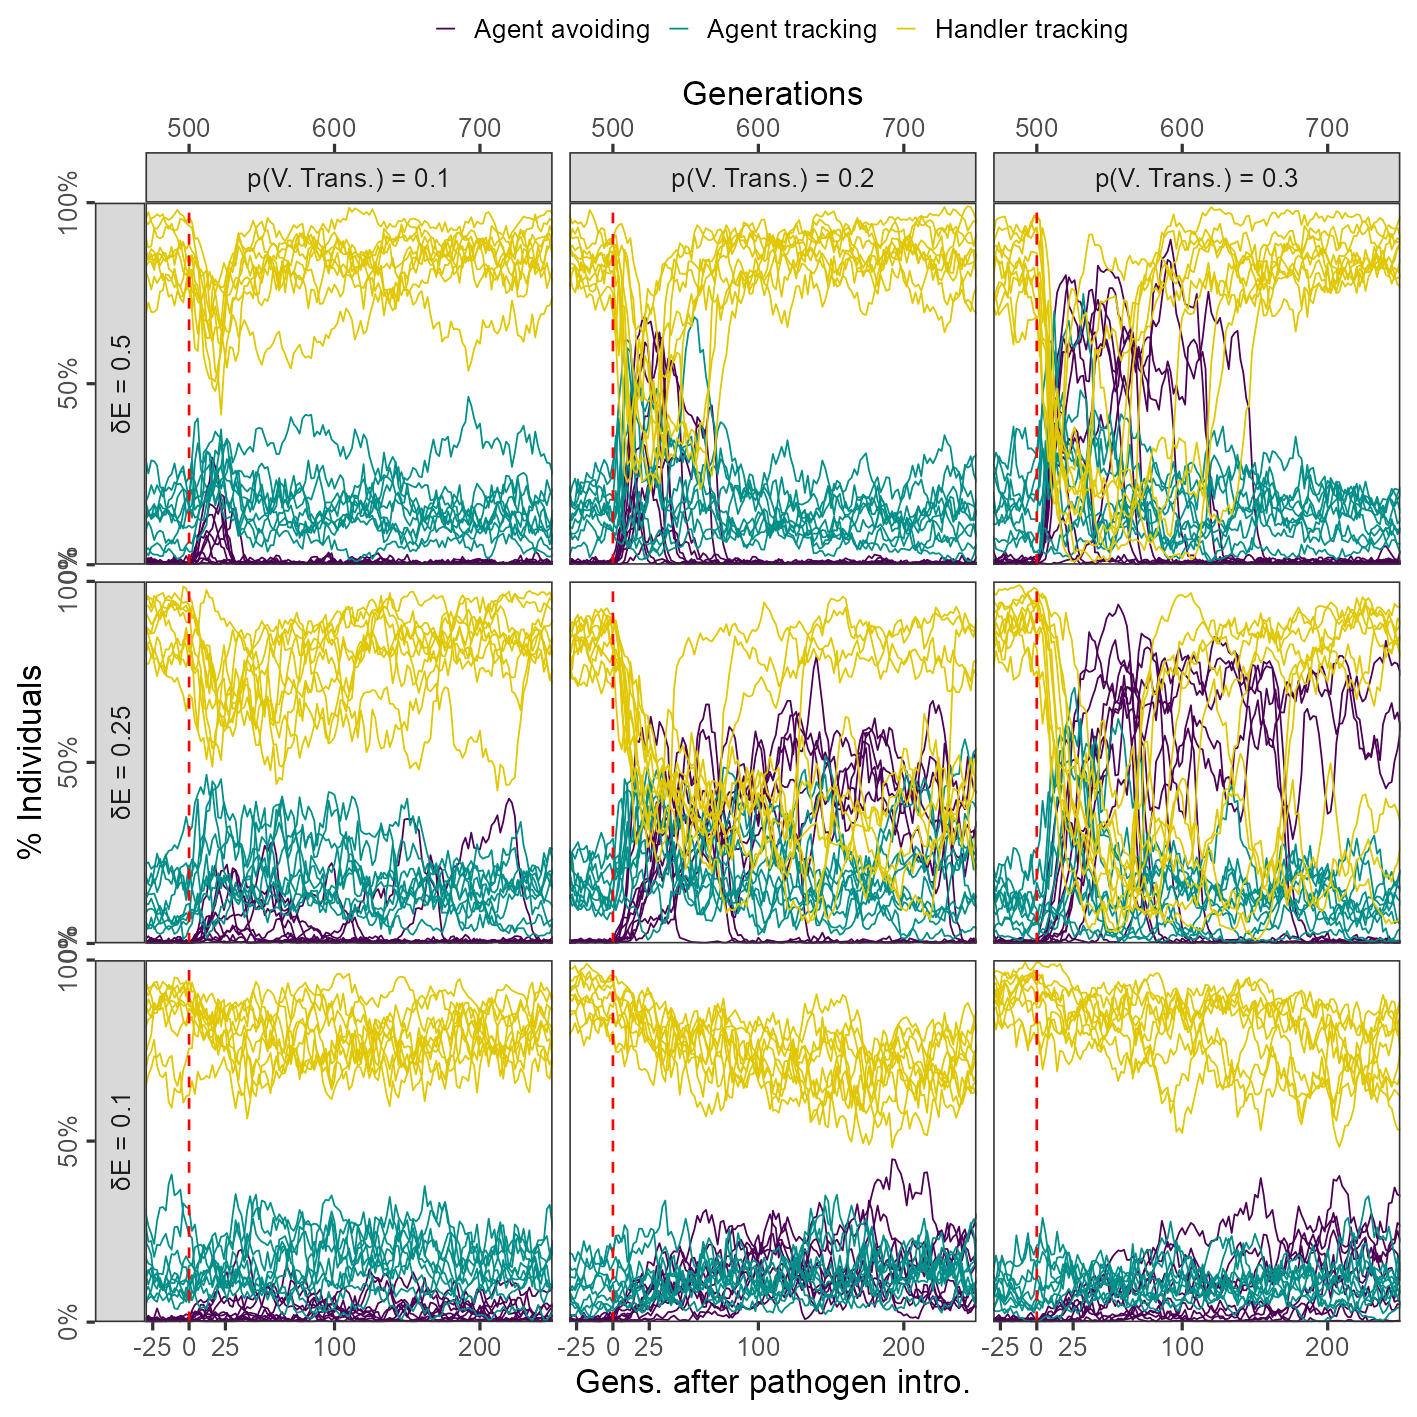 Agent avoiding Agent tracking Handler tracking
Generations
500 600 700 500 600 700 500 600 700
p(V. Trans.) = 0.1 p(V. Trans.) = 0.2 p(V. Trans.) = 0.3
% Individuals
100%
50%
0%
δE = 0.5
100%
50%
0%
δE = 0.25
100%
50%
0%
δE = 0.1
-25 0 25 100 200 -25 0 25 100 200 -25 0 25 100 200
Gens. after pathogen intro.